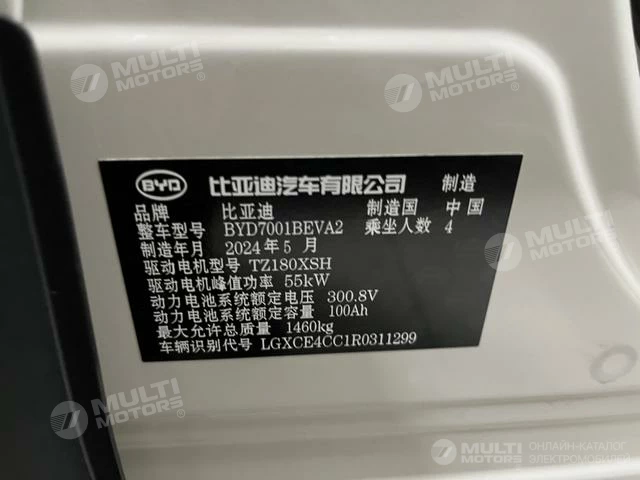 MULTI MOTORS®
MULTI MOTORS®
BYD 比亚迪汽车有限公司 制造
品牌 比亚迪 制造国 中国
整车型号 BYD7001BEVA2 乘坐人数 4
制造年月 2024年5月
驱动电机型号 TZ180XSH
驱动电机峰值功率 55kW
动力电池系统额定电压 300.8V
动力电池系统额定容量 100Ah
最大允许总质量 1460kg
车辆识别代号 LGXCE4CC1R0311299
MULTI MOTORS®
MULTI MOTORS®
MULTI MOTORS
ОНЛАЙН-КАТАЛОГ
ЭЛЕКТРОМОБИЛЕЙ